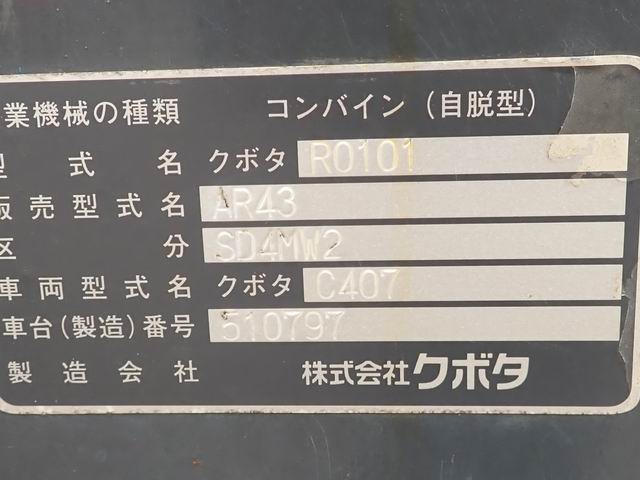 業機械の種類 コンバイン（自脱型）
型式名 クボタ R0101
販売型式名 AR43
区分 SD4MW2
車両型式名 クボタ C407
車台(製造)番号 510797
製造会社 株式会社クボタ